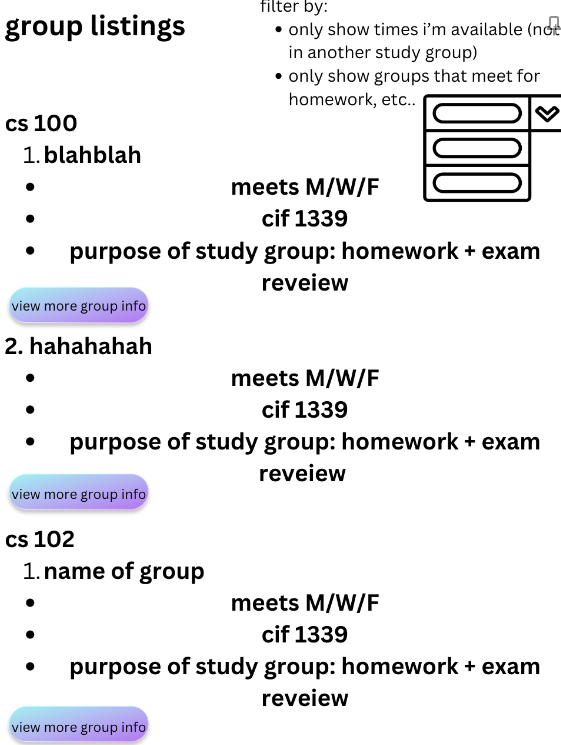 group listings
filter by:
• only show times i'm available (not
in another study group)
• only show groups that meet for
homework, etc..
cs 100
1. blahblah
• meets M/W/F
• cif 1339
• purpose of study group: homework + exam
reveiew
view more group info
2. hahahahah
• meets M/W/F
• cif 1339
• purpose of study group: homework + exam
reveiew
view more group info
cs 102
1. name of group
• meets M/W/F
• cif 1339
• purpose of study group: homework + exam
reveiew
view more group info